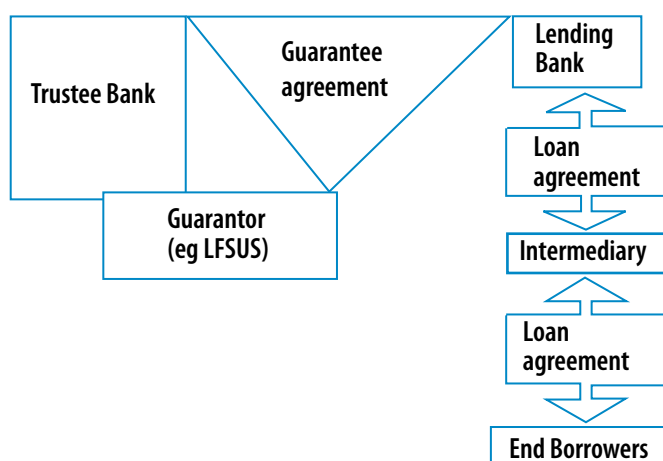 Trustee Bank
Guarantee
agreement
Lending
Bank
Loan
agreement
Guarantor
(eg LFSUS)
Intermediary
Loan
agreement
End Borrowers